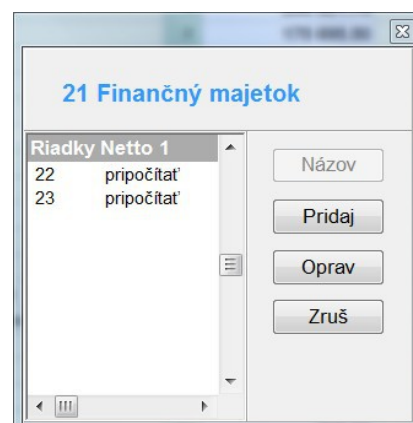 21 Finančný majetok
Riadky Netto 1
22 pripočítať
23 pripočítať
Názov
Pridaj
Oprav
Zruš